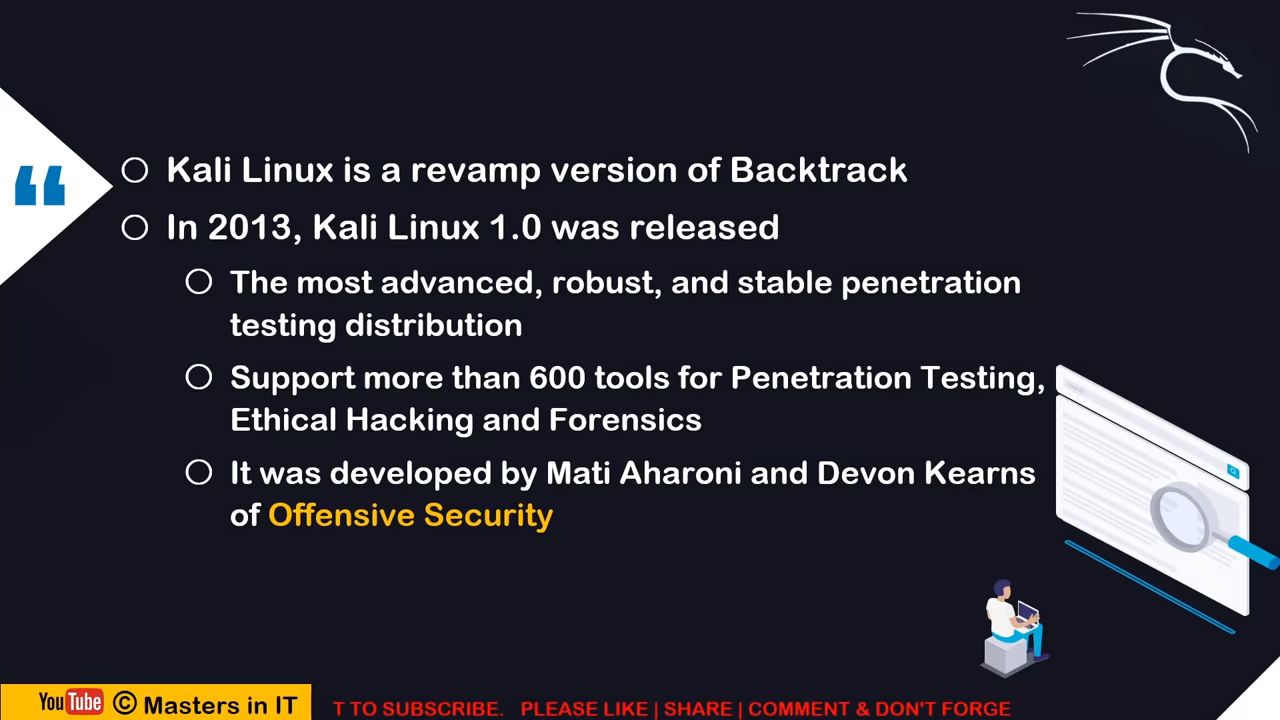 “
Kali Linux is a revamp version of Backtrack
In 2013, Kali Linux 1.0 was released
The most advanced, robust, and stable penetration
testing distribution
Support more than 600 tools for Penetration Testing,
Ethical Hacking and Forensics
It was developed by Mati Aharoni and Devon Kearns
of Offensive Security
YouTube © Masters in IT
T TO SUBSCRIBE. PLEASE LIKE | SHARE | COMMENT & DON'T FORGE